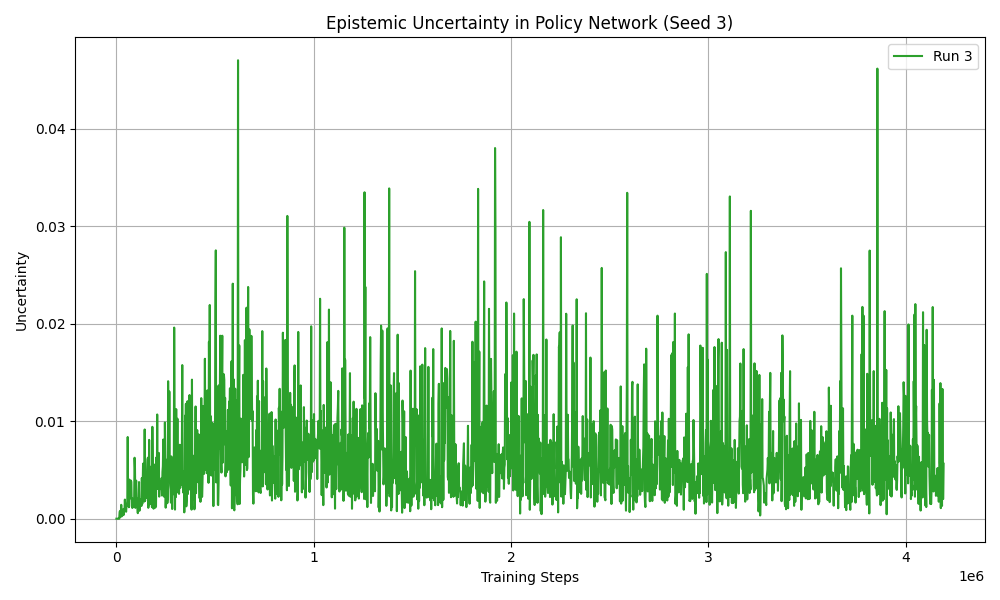 Epistemic Uncertainty in Policy Network (Seed 3)
Run 3
Uncertainty
0.04
0.03
0.02
0.01
0.00
0
1
2
3
4
1e6
Training Steps